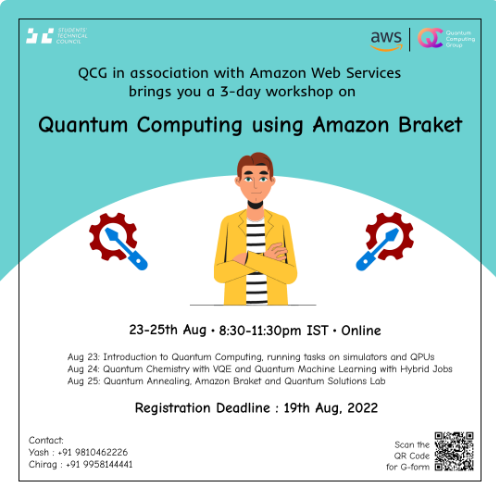 STUDENTS'
TECHNICAL
COUNCIL
aws
QC
Quantum
Computing
Group
QCG in association with Amazon Web Services
brings you a 3-day workshop on
Quantum Computing using Amazon Braket
23-25th Aug • 8:30-11:30pm IST • Online
Aug 23: Introduction to Quantum Computing, running tasks on simulators and QPUs
Aug 24: Quantum Chemistry with VQE and Quantum Machine Learning with Hybrid Jobs
Aug 25: Quantum Annealing, Amazon Braket and Quantum Solutions Lab
Registration Deadline : 19th Aug, 2022
Contact:
Yash : +91 9810462226
Chirag : +91 9958144441
Scan the
QR Code
for G-form